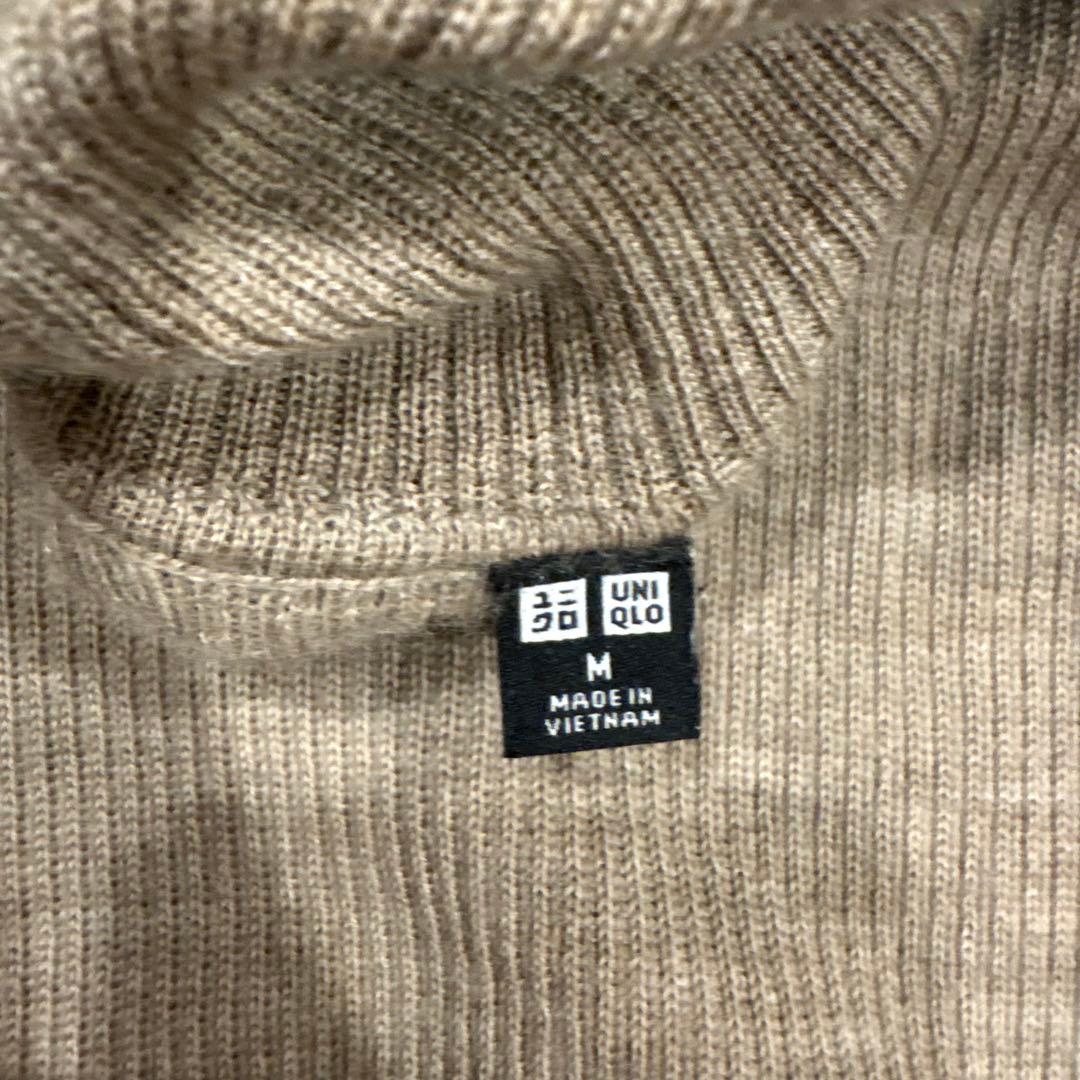 ユニ UNI
クロ QLO
M
MADE IN
VIETNAM